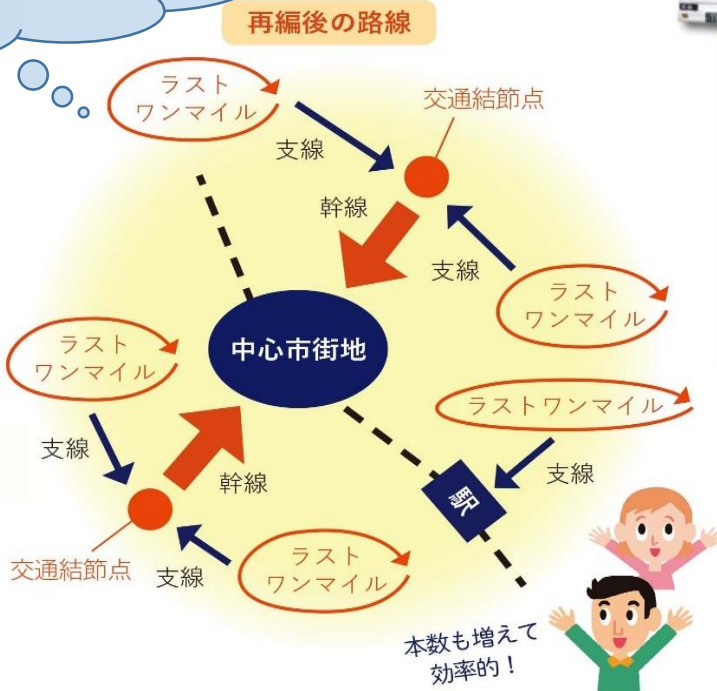 再編後の路線
ラスト
ワンマイル
交通結節点
支線
幹線
支線
ラスト
ワンマイル
中心市街地
ラスト
ワンマイル
ラストワンマイル
支線
幹線
支線
駅
交通結節点
支線
ラスト
ワンマイル
本数も増えて
効率的！